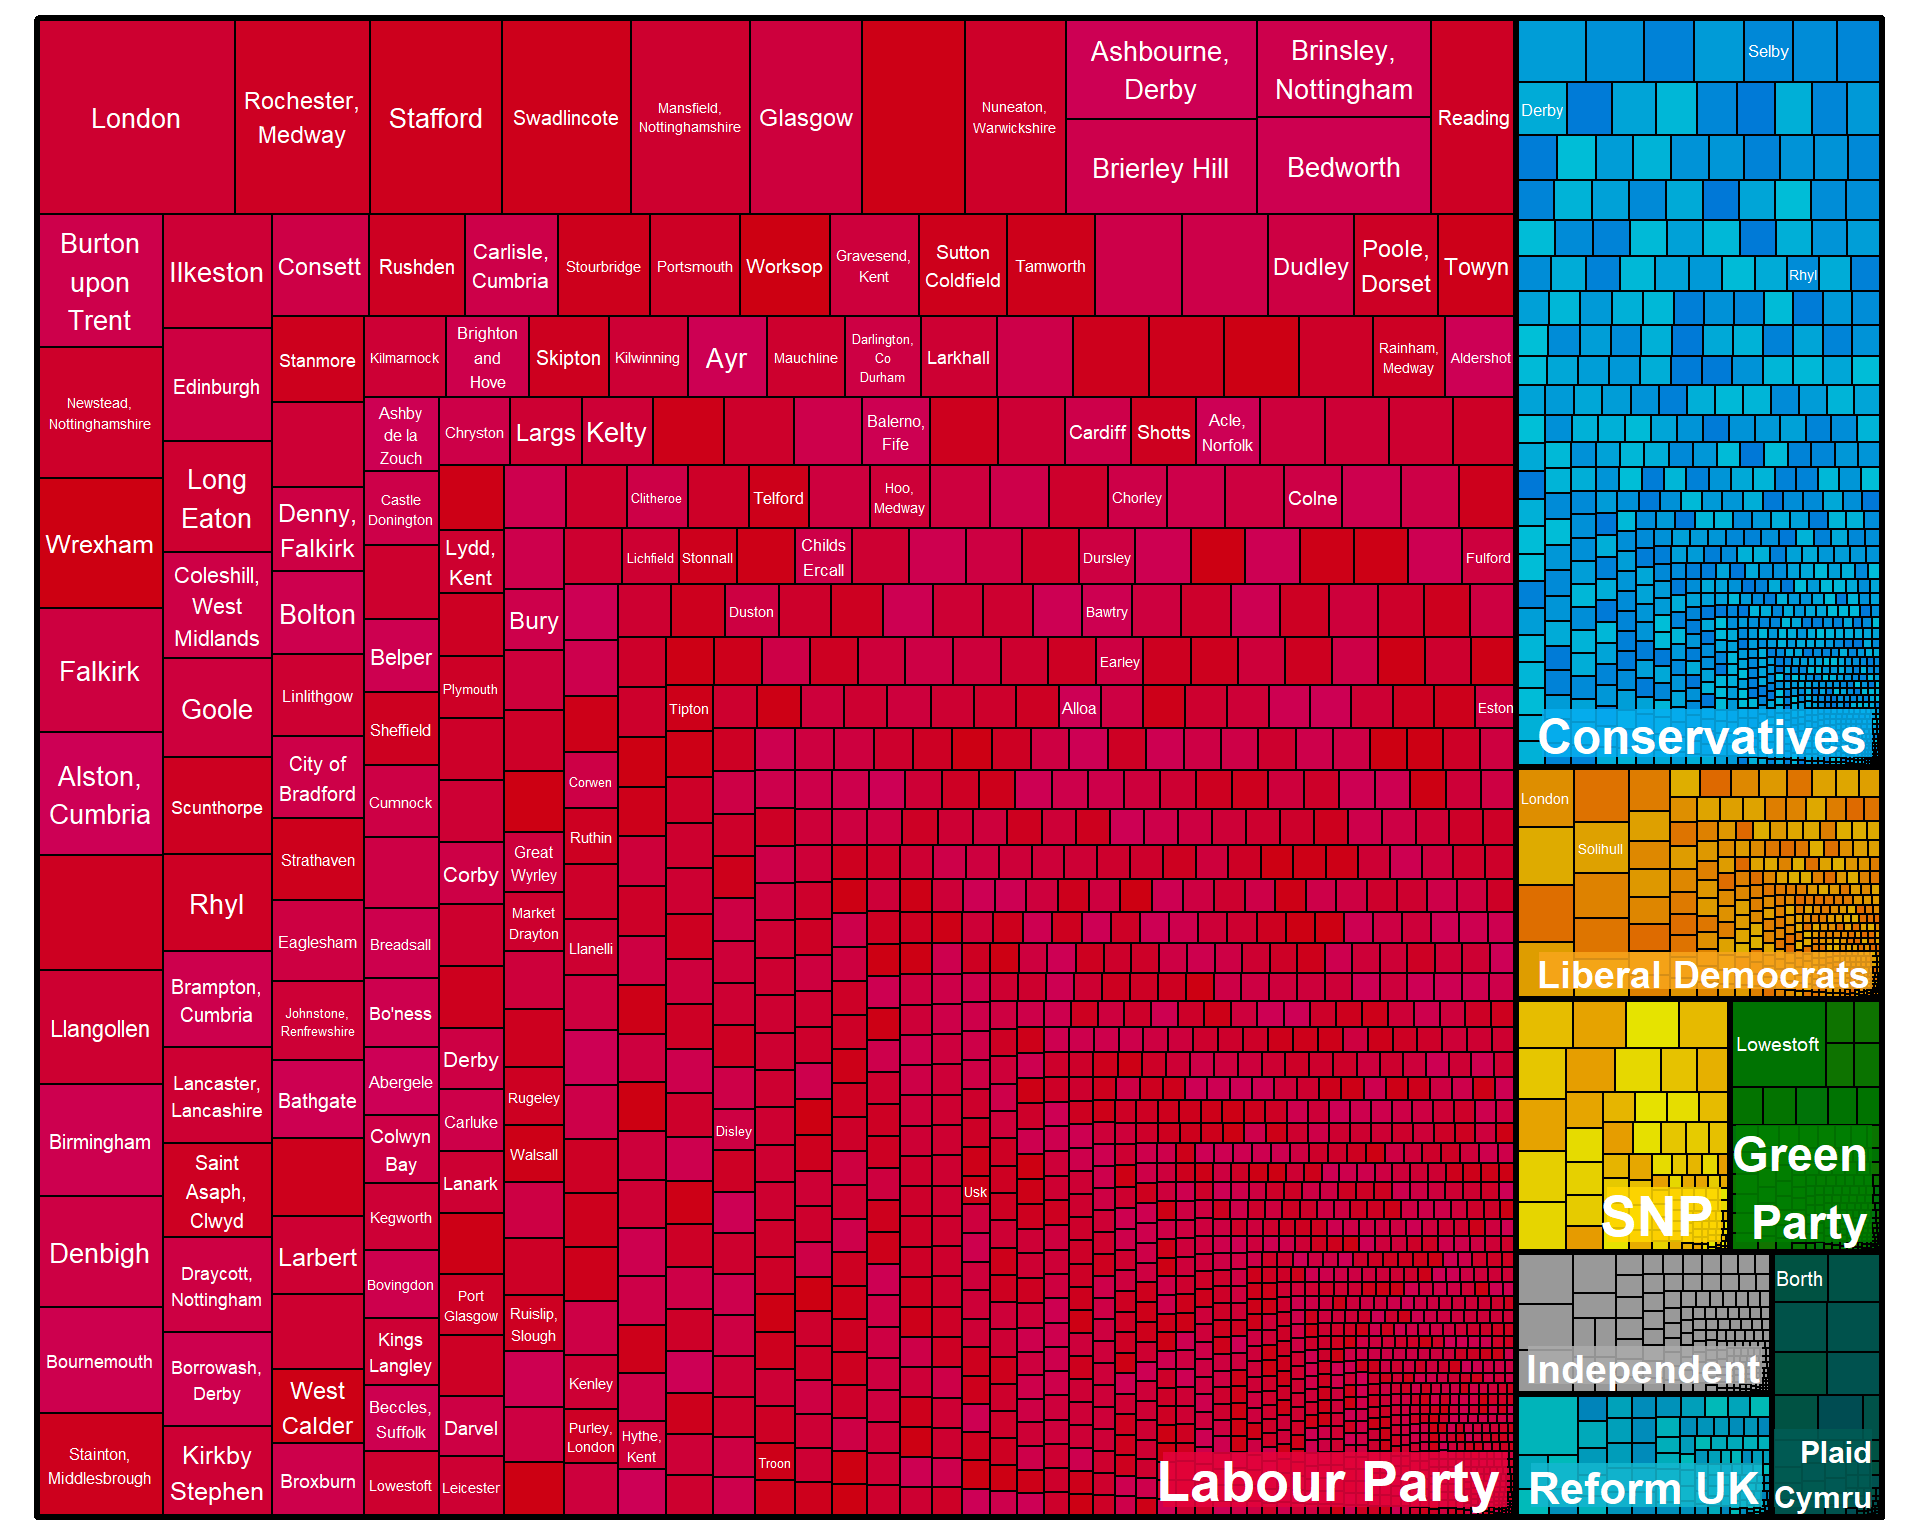 London
Rochester,
Medway
Stafford
Swadlincote
Mansfield,
Nottinghamshire
Glasgow
Nuneaton,
Warwickshire
Ashbourne,
Derby
Brierley Hill
Brinsley,
Nottingham
Bedworth
Reading
Selby
Derby
Burton
upon
Trent
Ilkeston
Consett
Rushden
Carlisle,
Cumbria
Stourbridge
Portsmouth
Worksop
Gravesend,
Kent
Sutton
Coldfield
Tamworth
Dudley
Poole,
Dorset
Towyn
Rhyl
Stanmore
Kilmarnock
Brighton
and
Hove
Skipton
Kilwinning
Ayr
Mauchline
Darlington,
Co
Durham
Larkhall
Rainham,
Medway
Aldershot
Newstead,
Nottinghamshire
Edinburgh
Ashby
de la
Zouch
Chryston
Largs
Kelty
Balerno,
Fife
Cardiff
Shotts
Acle,
Norfolk
Wrexham
Long
Eaton
Denny,
Falkirk
Castle
Donington
Clitheroe
Telford
Hoo,
Medway
Chorley
Colne
Lydd,
Kent
Lichfield
Stonnall
Childs
Ercall
Dursley
Fulford
Coleshill,
West
Midlands
Bolton
Bury
Duston
Bawtry
Falkirk
Goole
Linlithgow
Belper
Plymouth
Earley
Tipton
Alloa
Eston
Sheffield
Conservatives
Alston,
Cumbria
Scunthorpe
City of
Bradford
Cumnock
Corwen
London
Ruthin
Solihull
Strathaven
Corby
Great
Wyrley
Rhyl
Market
Drayton
Eaglesham
Breadsall
Llanelli
Liberal Democrats
Llangollen
Brampton,
Cumbria
Johnstone,
Renfrewshire
Bo'ness
Derby
Lowestoft
Lancaster,
Lancashire
Bathgate
Abergele
Rugeley
Birmingham
Carluke
Colwyn
Bay
Walsall
Disley
Green
Party
Saint
Asaph,
Clwyd
Lanark
Usk
Kegworth
SNP
Denbigh
Draycott,
Nottingham
Larbert
Bovingdon
Port
Glasgow
Ruislip,
Slough
Borth
Bournemouth
Borrowash,
Derby
Kings
Langley
Kenley
Independent
West
Calder
Beccles,
Suffolk
Darvel
Purley,
London
Hythe,
Kent
Stainton,
Middlesbrough
Kirkby
Stephen
Broxburn
Lowestoft
Leicester
Troon
Labour Party
Reform UK
Plaid
Cymru